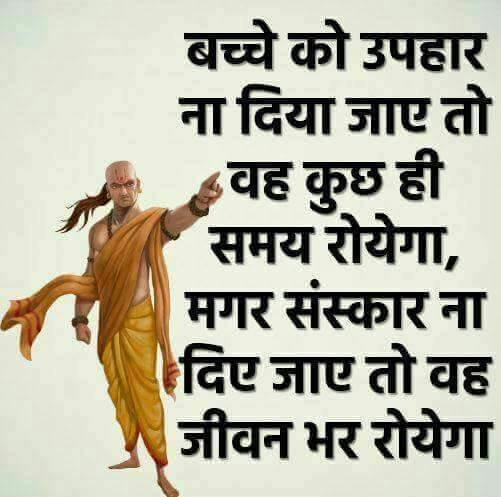 बच्चे को उपहार
ना दिया जाए तो
वह कुछ ही
समय रोयेगा,
मगर संस्कार ना
दिए जाए तो वह
जीवन भर रोयेगा